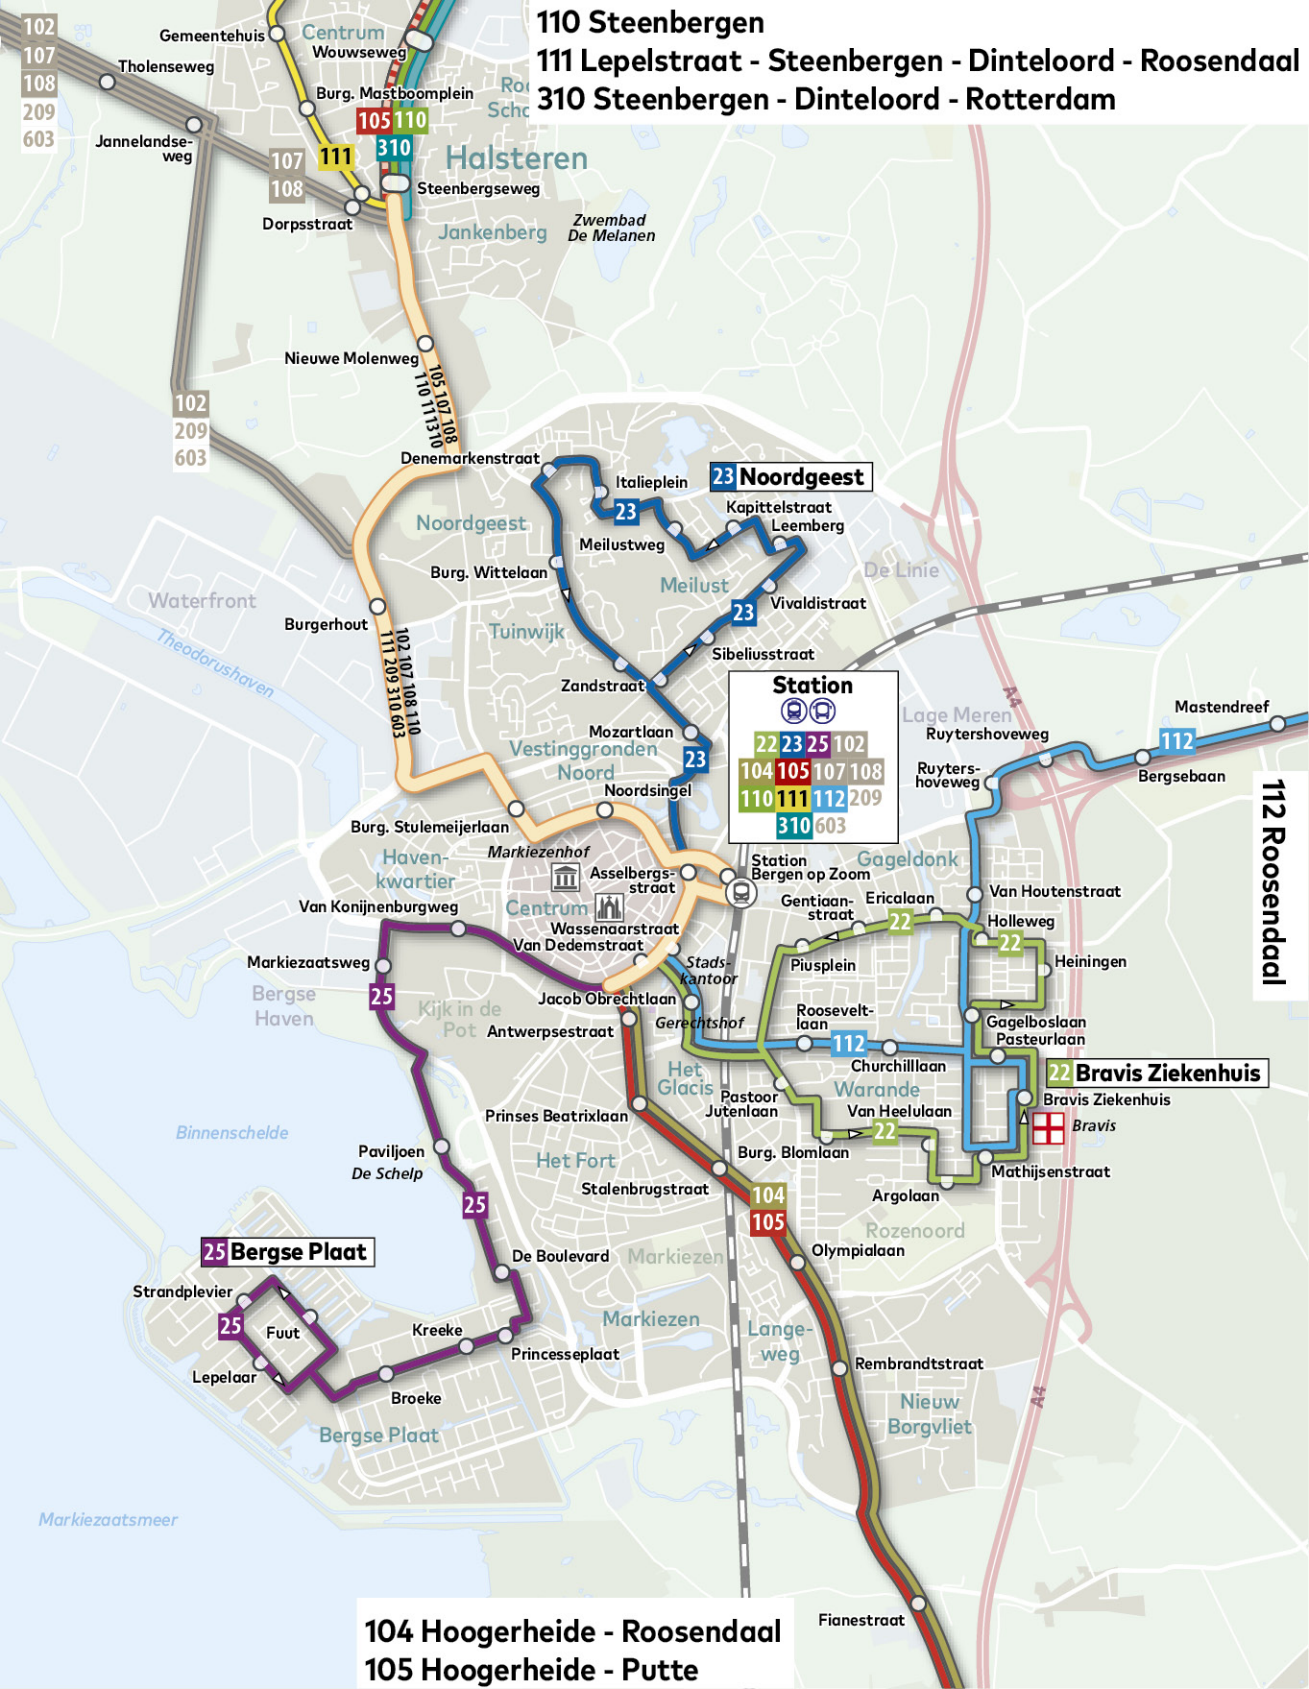 110 Steenbergen
111 Lepelstraat - Steenbergen - Dinteloord - Roosendaal
310 Steenbergen - Dinteloord - Rotterdam
102
107
108
209
603
Gemeentehuis
Centrum
Wouwseweg
Tholenseweg
Burg. Mastboomplein
105 110
310
Jannelandse-
weg
107
108
111
Halsteren
Steenbergseweg
Dorpsstraat
Jankenberg
Zwembad
De Melanen
Nieuwe Molenweg
105 107 108
110 111 310
102
209
603
Denemarkenstraat
Italieplein
23 Noordgeest
23
Kapittelstraat
Leemberg
Noordgeest
Meilustweg
Burg. Wittelaan
Meilust
De Linie
Vivaldistraat
23
Waterfront
Theodorushaven
Burgerhout
102 107 108 110
111 209 310 603
Tuinwijk
Sibeliusstraat
Zandstraat
Station
22 23 25 102
104 105 107 108
110 111 112 209
310 603
A4
Lage Meren
Mastendreef
Ruytershoveweg
112
Bergsebaan
Ruyters-
hoveweg
Mozartlaan
Vestinggronden
Noord
23
Noordsingel
Burg. Stulemeijerlaan
112 Roosendaal
Markiezenhof
Haven-
kwartier
Asselbergs-
straat
Station
Bergen op Zoom
Gageldonk
Van Houtenstraat
Van Konijnenburgweg
Centrum
Gentiaan-
straat
Ericalaan
22
Holleweg
22
Wassenaarstraat
Van Dedemstraat
Stads-
kantoor
Piusplein
Heiningen
Markiezaatsweg
25
Bergse
Haven
Kijk in de
Pot
Jacob Obrechtlaan
Antwerpsestraat
Gerechtshof
Roosevelt-
laan
112
Gagelboslaan
Pasteurlaan
Churchilllaan
Het
Glacis
Warande
22 Bravis Ziekenhuis
Bravis Ziekenhuis
Bravis
Prinses Beatrixlaan
Pastoor
Jutenlaan
Van Heelulaan
22
Binnenschelde
Paviljoen
De Schelp
Het Fort
Burg. Blomlaan
Mathijsenstraat
Stalenbrugstraat
Argolaan
25
104
105
Rozenoord
25 Bergse Plaat
De Boulevard
Markiezen
Olympialaan
Strandplevier
25
Fuut
Kreeke
Markiezen
Lange-
weg
Princesseplaat
Lepelaar
Broeke
Rembrandtstraat
A4
Nieuw
Borgvliet
Bergse Plaat
Markiezaatsmeer
Fianestraat
104 Hoogerheide - Roosendaal
105 Hoogerheide - Putte